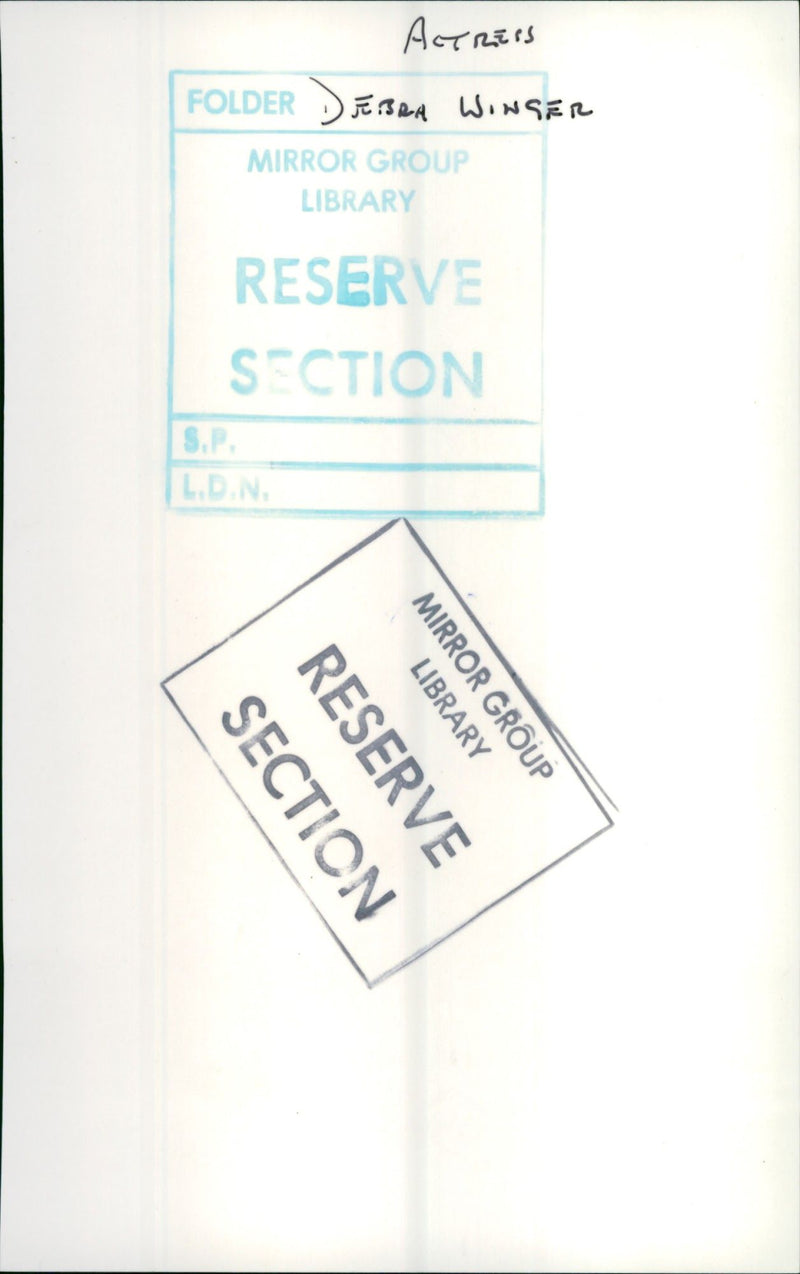 ACTRESS
FOLDER DEBRA WINGER
MIRROR GROUP
LIBRARY
RESERVE
SECTION
S.P.
L.D.N.
MIRROR GROUP
LIBRARY
RESERVE
SECTION